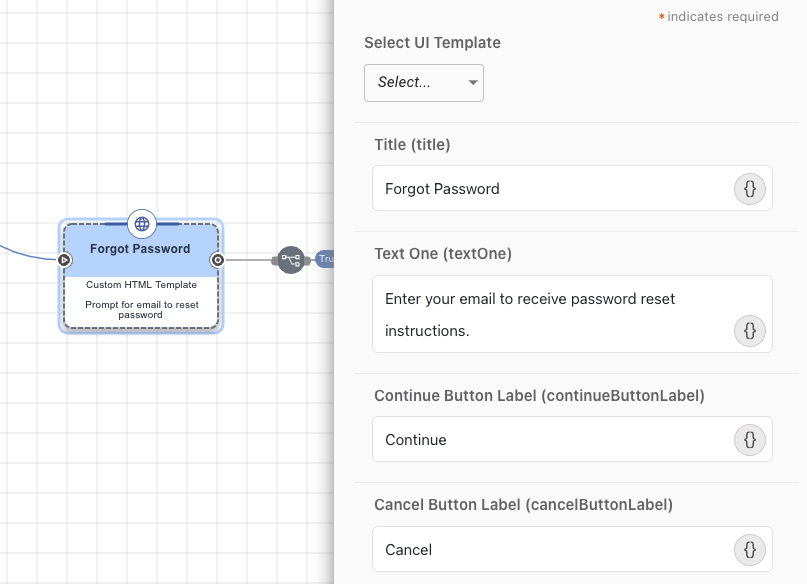 * indicates required
Select UI Template
Select...
Title (title)
Forgot Password
{}
Text One (textOne)
Enter your email to receive password reset
instructions.
{}
Continue Button Label (continueButtonLabel)
Continue
{}
Cancel Button Label (cancelButtonLabel)
Cancel
{}
Forgot Password
Custom HTML Template
Prompt for email to reset
password
Tru